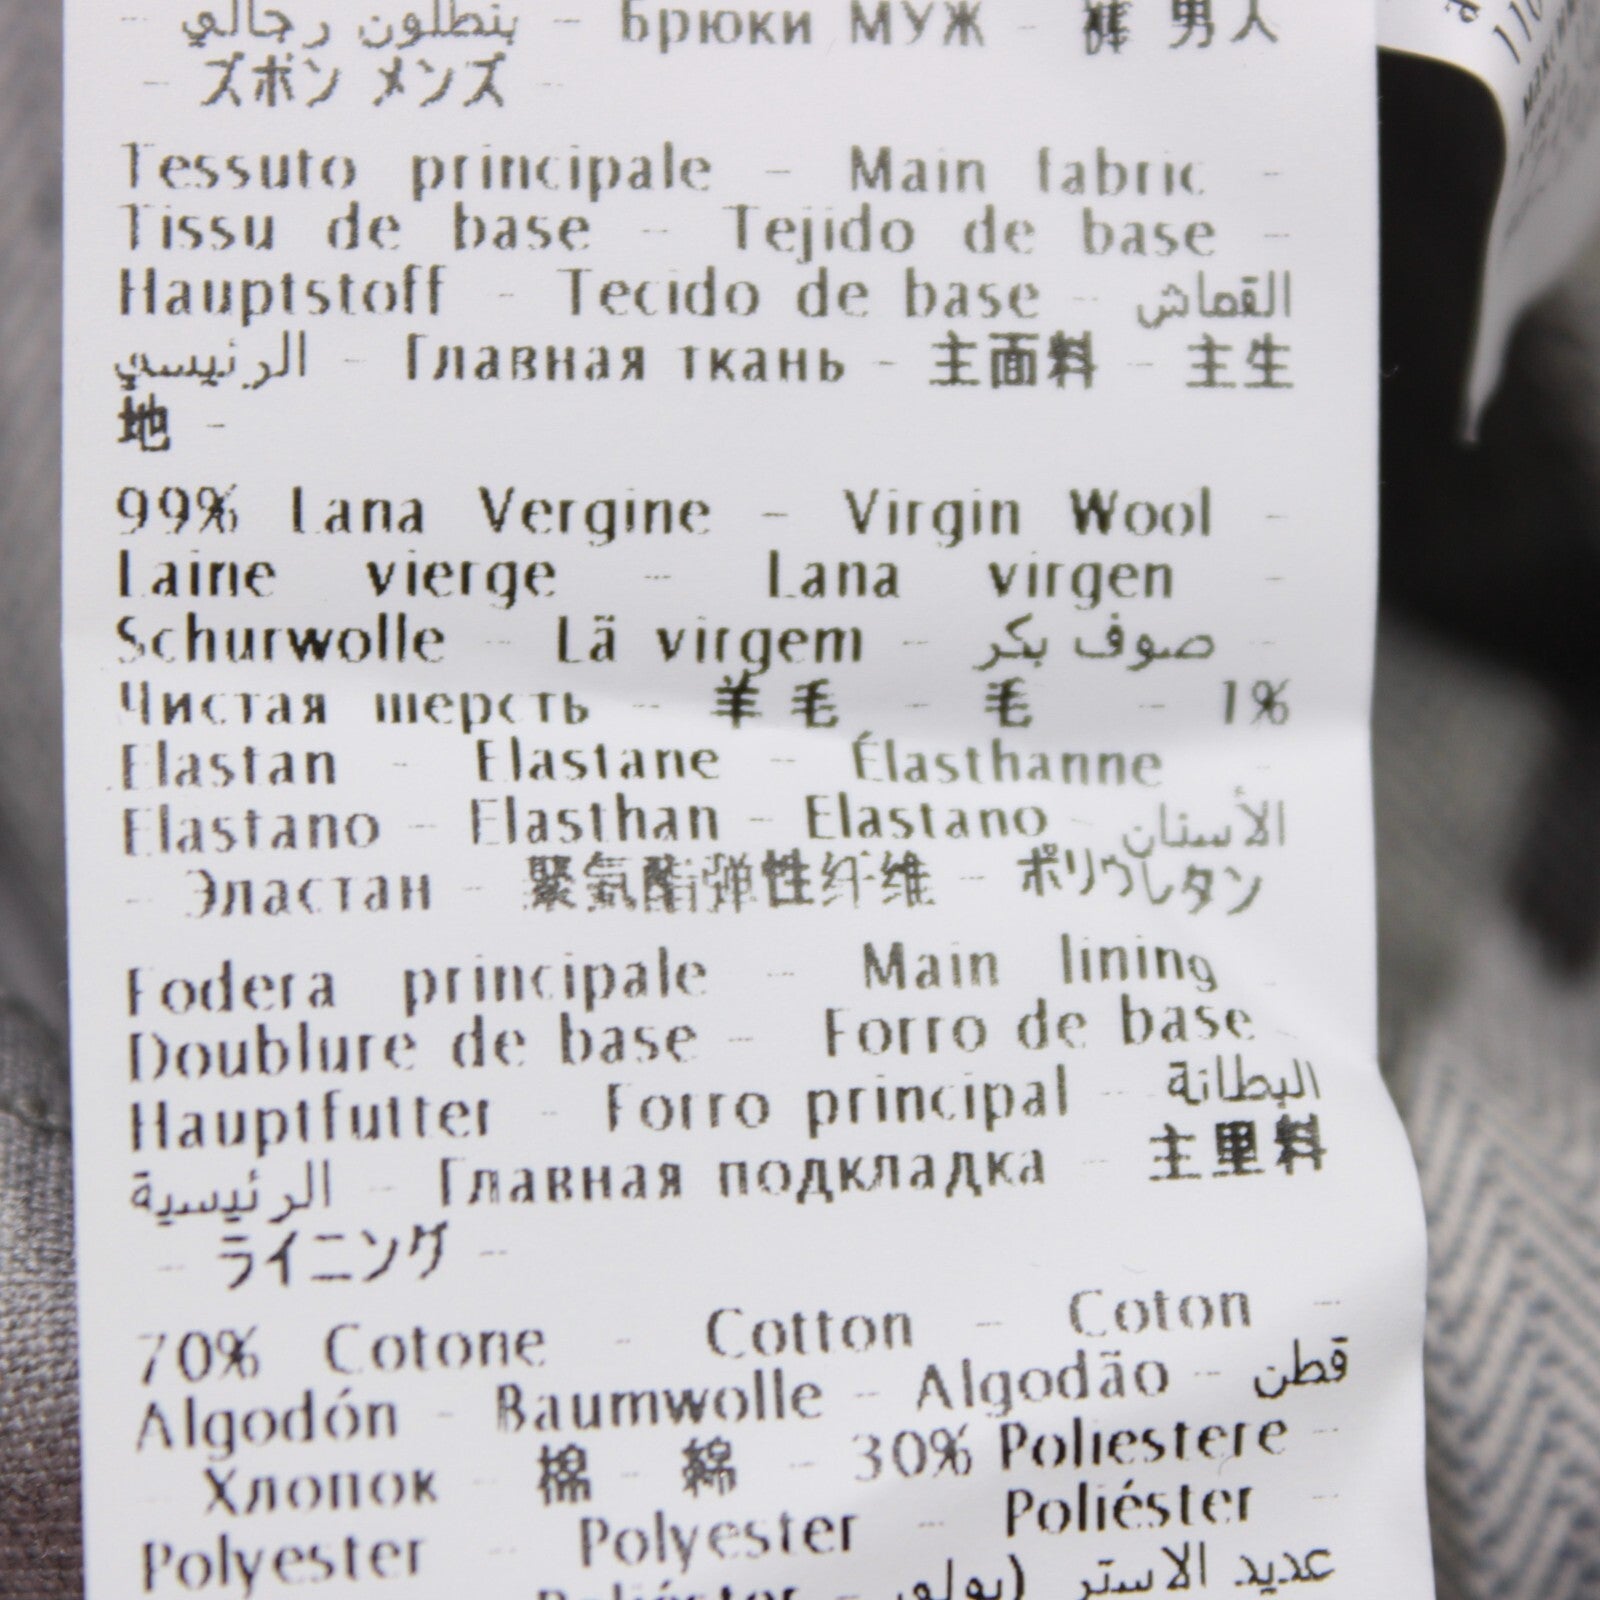 - بنطلون رجالي - Брюки МУЖ - 裤 男人
- ズボン メンズ -
Tessuto principale - Main fabric -
Tissu de base - Tejido de base -
Hauptstoff - Tecido de base - القماش
الرئيسي - Главная ткань - 主面料 - 主生
地 -
99% Lana Vergine - Virgin Wool -
Laine vierge - Lana virgen -
Schurwolle - Lã virgem - صوف بكر -
Чистая шерсть - 羊毛 - 毛 - 1%
Elastan - Elastane - Élasthanne -
Elastano - Elasthan - Elastano - الأستان
- Эластан - 聚氨酯弹性纤维 - ポリウレタン
Fodera principale - Main lining -
Doublure de base - Forro de base -
Hauptfutter - Forro principal - البطانة
الرئيسية - Главная подкладка - 主里料
- ライニング -
70% Cotone - Cotton - Coton -
Algodón - Baumwolle - Algodão - قطن
- Хлопок - 棉 - 綿 - 30% Poliestere -
Polyester - Polyester - Poliéster -
Poliéster - عديد الاستر (بولو
110